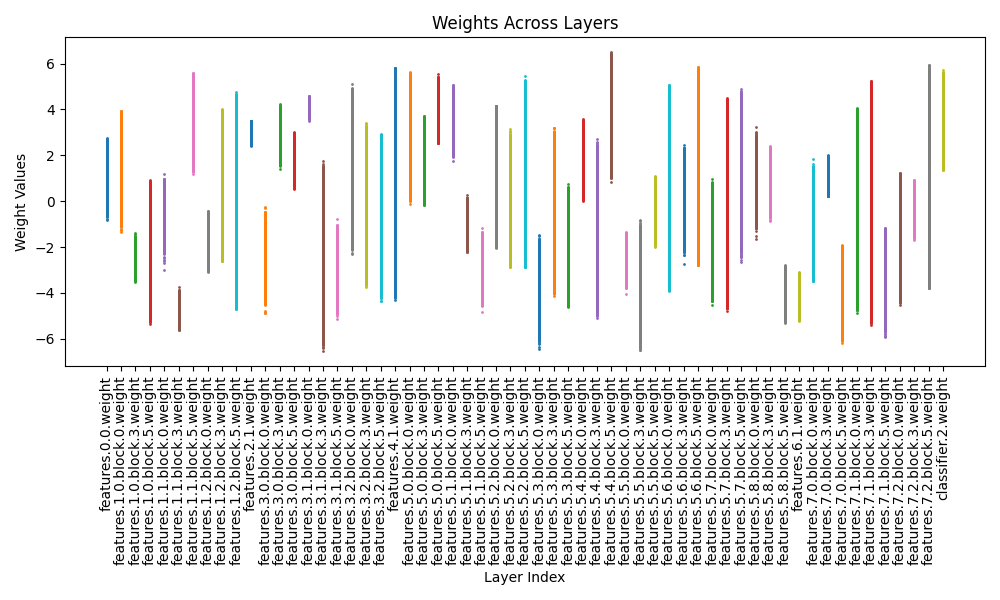 Weights Across Layers
Weight Values
6
4
2
0
−2
−4
−6
features.0.0.weight
features.1.0.block.0.weight
features.1.0.block.3.weight
features.1.0.block.5.weight
features.1.1.block.0.weight
features.1.1.block.3.weight
features.1.1.block.5.weight
features.1.2.block.0.weight
features.1.2.block.3.weight
features.1.2.block.5.weight
features.2.1.weight
features.3.0.block.0.weight
features.3.0.block.3.weight
features.3.0.block.5.weight
features.3.1.block.0.weight
features.3.1.block.3.weight
features.3.1.block.5.weight
features.3.2.block.0.weight
features.3.2.block.3.weight
features.3.2.block.5.weight
features.4.1.weight
features.5.0.block.0.weight
features.5.0.block.3.weight
features.5.0.block.5.weight
features.5.1.block.0.weight
features.5.1.block.3.weight
features.5.1.block.5.weight
features.5.2.block.0.weight
features.5.2.block.3.weight
features.5.2.block.5.weight
features.5.3.block.0.weight
features.5.3.block.3.weight
features.5.3.block.5.weight
features.5.4.block.0.weight
features.5.4.block.3.weight
features.5.4.block.5.weight
features.5.5.block.0.weight
features.5.5.block.3.weight
features.5.5.block.5.weight
features.5.6.block.0.weight
features.5.6.block.3.weight
features.5.6.block.5.weight
features.5.7.block.0.weight
features.5.7.block.3.weight
features.5.7.block.5.weight
features.5.8.block.0.weight
features.5.8.block.3.weight
features.5.8.block.5.weight
features.6.1.weight
features.7.0.block.0.weight
features.7.0.block.3.weight
features.7.0.block.5.weight
features.7.1.block.0.weight
features.7.1.block.3.weight
features.7.1.block.5.weight
features.7.2.block.0.weight
features.7.2.block.3.weight
features.7.2.block.5.weight
classifier.2.weight
Layer Index